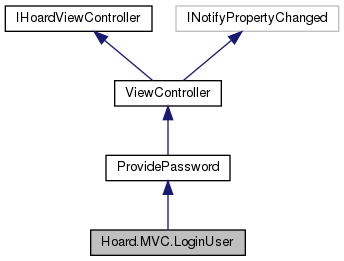 IHoardViewController
INotifyPropertyChanged
ViewController
ProvidePassword
Hoard.MVC.LoginUser